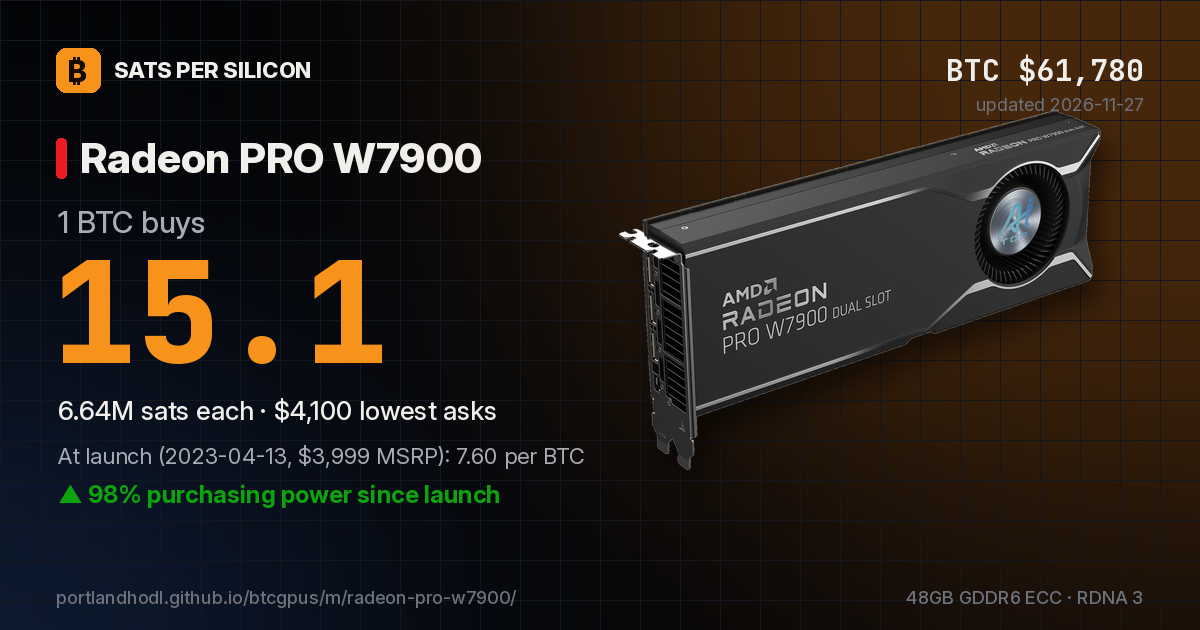 SATS PER SILICON
BTC $61,780
updated 2026-11-27
Radeon PRO W7900
1 BTC buys
15.1
6.64M sats each · $4,100 lowest asks
At launch (2023-04-13, $3,999 MSRP): 7.60 per BTC
▲ 98% purchasing power since launch
AMD
RADEON
PRO W7900 DUAL SLOT
RADEON PRO W7900
portlandhodl.github.io/btcgpus/m/radeon-pro-w7900/
48GB GDDR6 ECC · RDNA 3